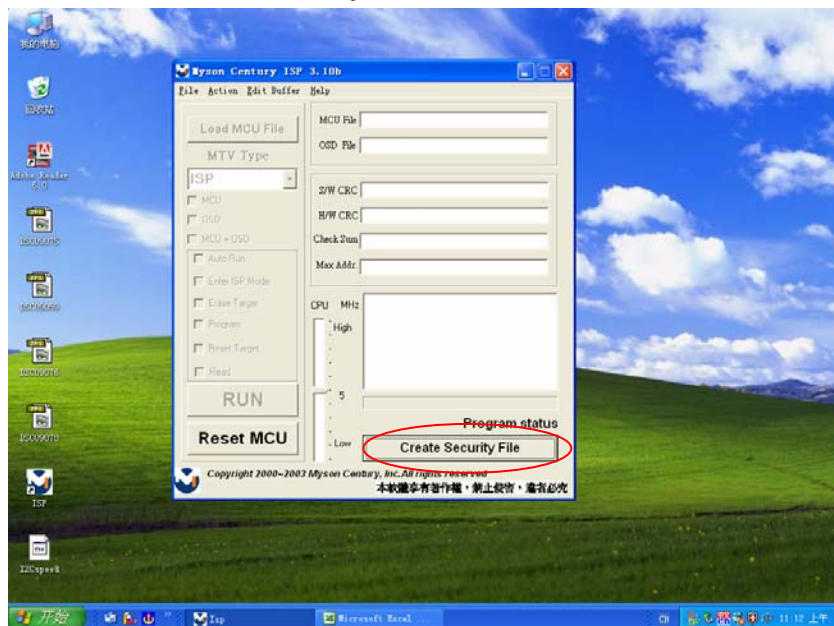 我的电脑
回收站
Adobe Reader
6.0
ISP
I2Cspeek
Myson Century ISP 3.10b
File Action Edit Buffer Help
Load MCU File
MTV Type
ISP
MCU
OSD
MCU + OSD
Auto Run
Enter ISP Mode
Erase Target
Program
Reset Target
Read
RUN
Reset MCU
MCU File
OSD File
S/W CRC
H/W CRC
Check Sum
Max Addr.
CPU MHz
High
5
Low
Program status
Create Security File
Copyright 2000~2003 Myson Century, Inc.All rights reserved
本軟體享有著作權，禁止侵害，違者必究
开始
Isp
Microsoft Excel ...
CH
11:12 上午